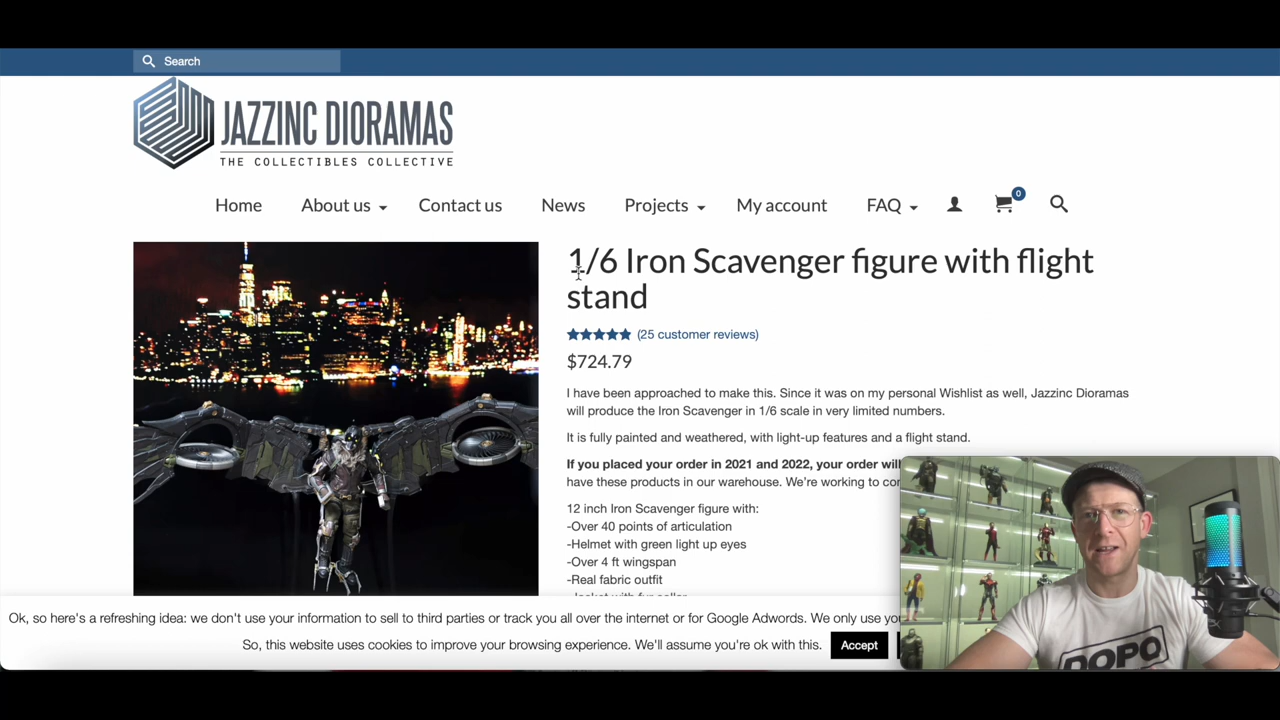 Search
JAZZINC DIORAMAS
THE COLLECTIBLES COLLECTIVE
Home About us Contact us News Projects My account FAQ 0
1/6 Iron Scavenger figure with flight
stand
(25 customer reviews)
$724.79
I have been approached to make this. Since it was on my personal Wishlist as well, Jazzinc Dioramas
will produce the Iron Scavenger in 1/6 scale in very limited numbers.
It is fully painted and weathered, with light-up features and a flight stand.
If you placed your order in 2021 and 2022, your order will
have these products in our warehouse. We're working to
12 inch Iron Scavenger figure with:
-Over 40 points of articulation
-Helmet with green light up eyes
-Over 4 ft wingspan
-Real fabric outfit
-Jacket with fur collar
Ok, so here's a refreshing idea: we don't use your information to sell to third parties or track you all over the internet or for Google Adwords. We only use
So, this website uses cookies to improve your browsing experience. We'll assume you're ok with this. Accept
DOPO